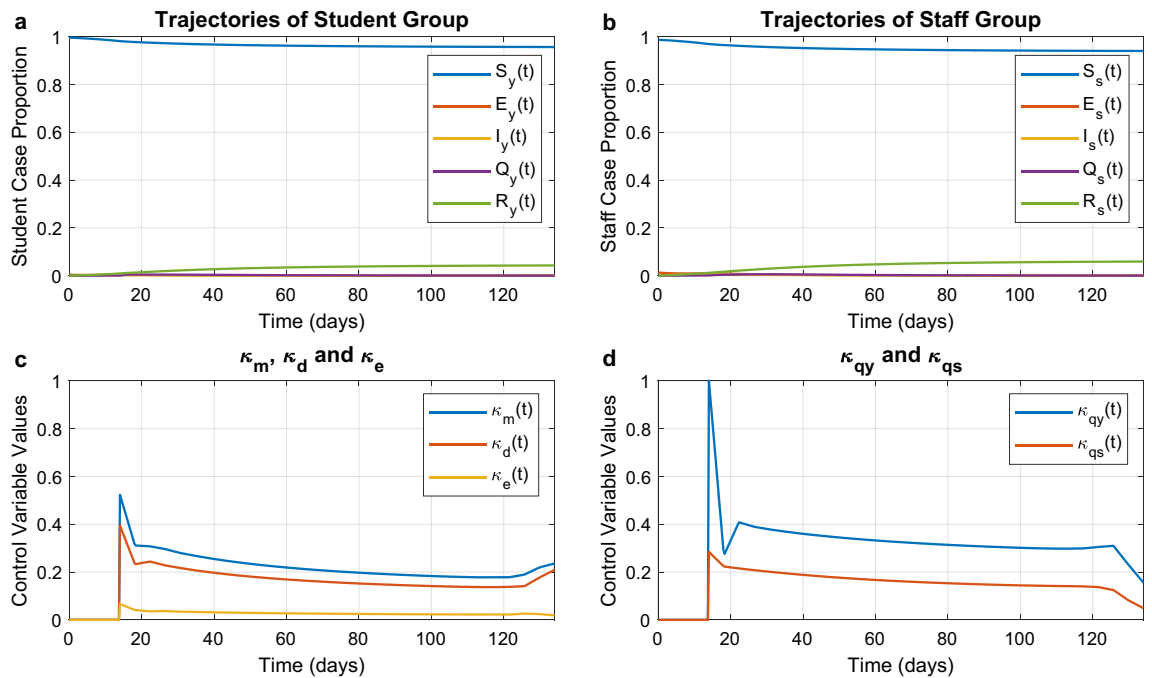 a
Trajectories of Student Group
Student Case Proportion
1
0.8
0.6
0.4
0.2
0
0 20 40 60 80 100 120
Time (days)
S_y(t)
E_y(t)
I_y(t)
Q_y(t)
R_y(t)
b
Trajectories of Staff Group
Staff Case Proportion
1
0.8
0.6
0.4
0.2
0
0 20 40 60 80 100 120
Time (days)
S_s(t)
E_s(t)
I_s(t)
Q_s(t)
R_s(t)
c
κ_m, κ_d and κ_e
Control Variable Values
1
0.8
0.6
0.4
0.2
0
0 20 40 60 80 100 120
Time (days)
κ_m(t)
κ_d(t)
κ_e(t)
d
κ_qy and κ_qs
Control Variable Values
1
0.8
0.6
0.4
0.2
0
0 20 40 60 80 100 120
Time (days)
κ_qy(t)
κ_qs(t)